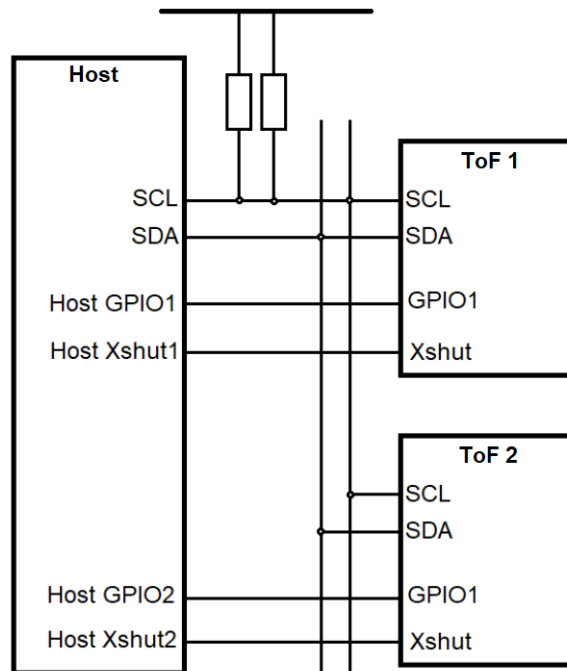 Host
SCL
SDA
Host GPIO1
Host Xshut1
Host GPIO2
Host Xshut2
ToF 1
SCL
SDA
GPIO1
Xshut
ToF 2
SCL
SDA
GPIO1
Xshut